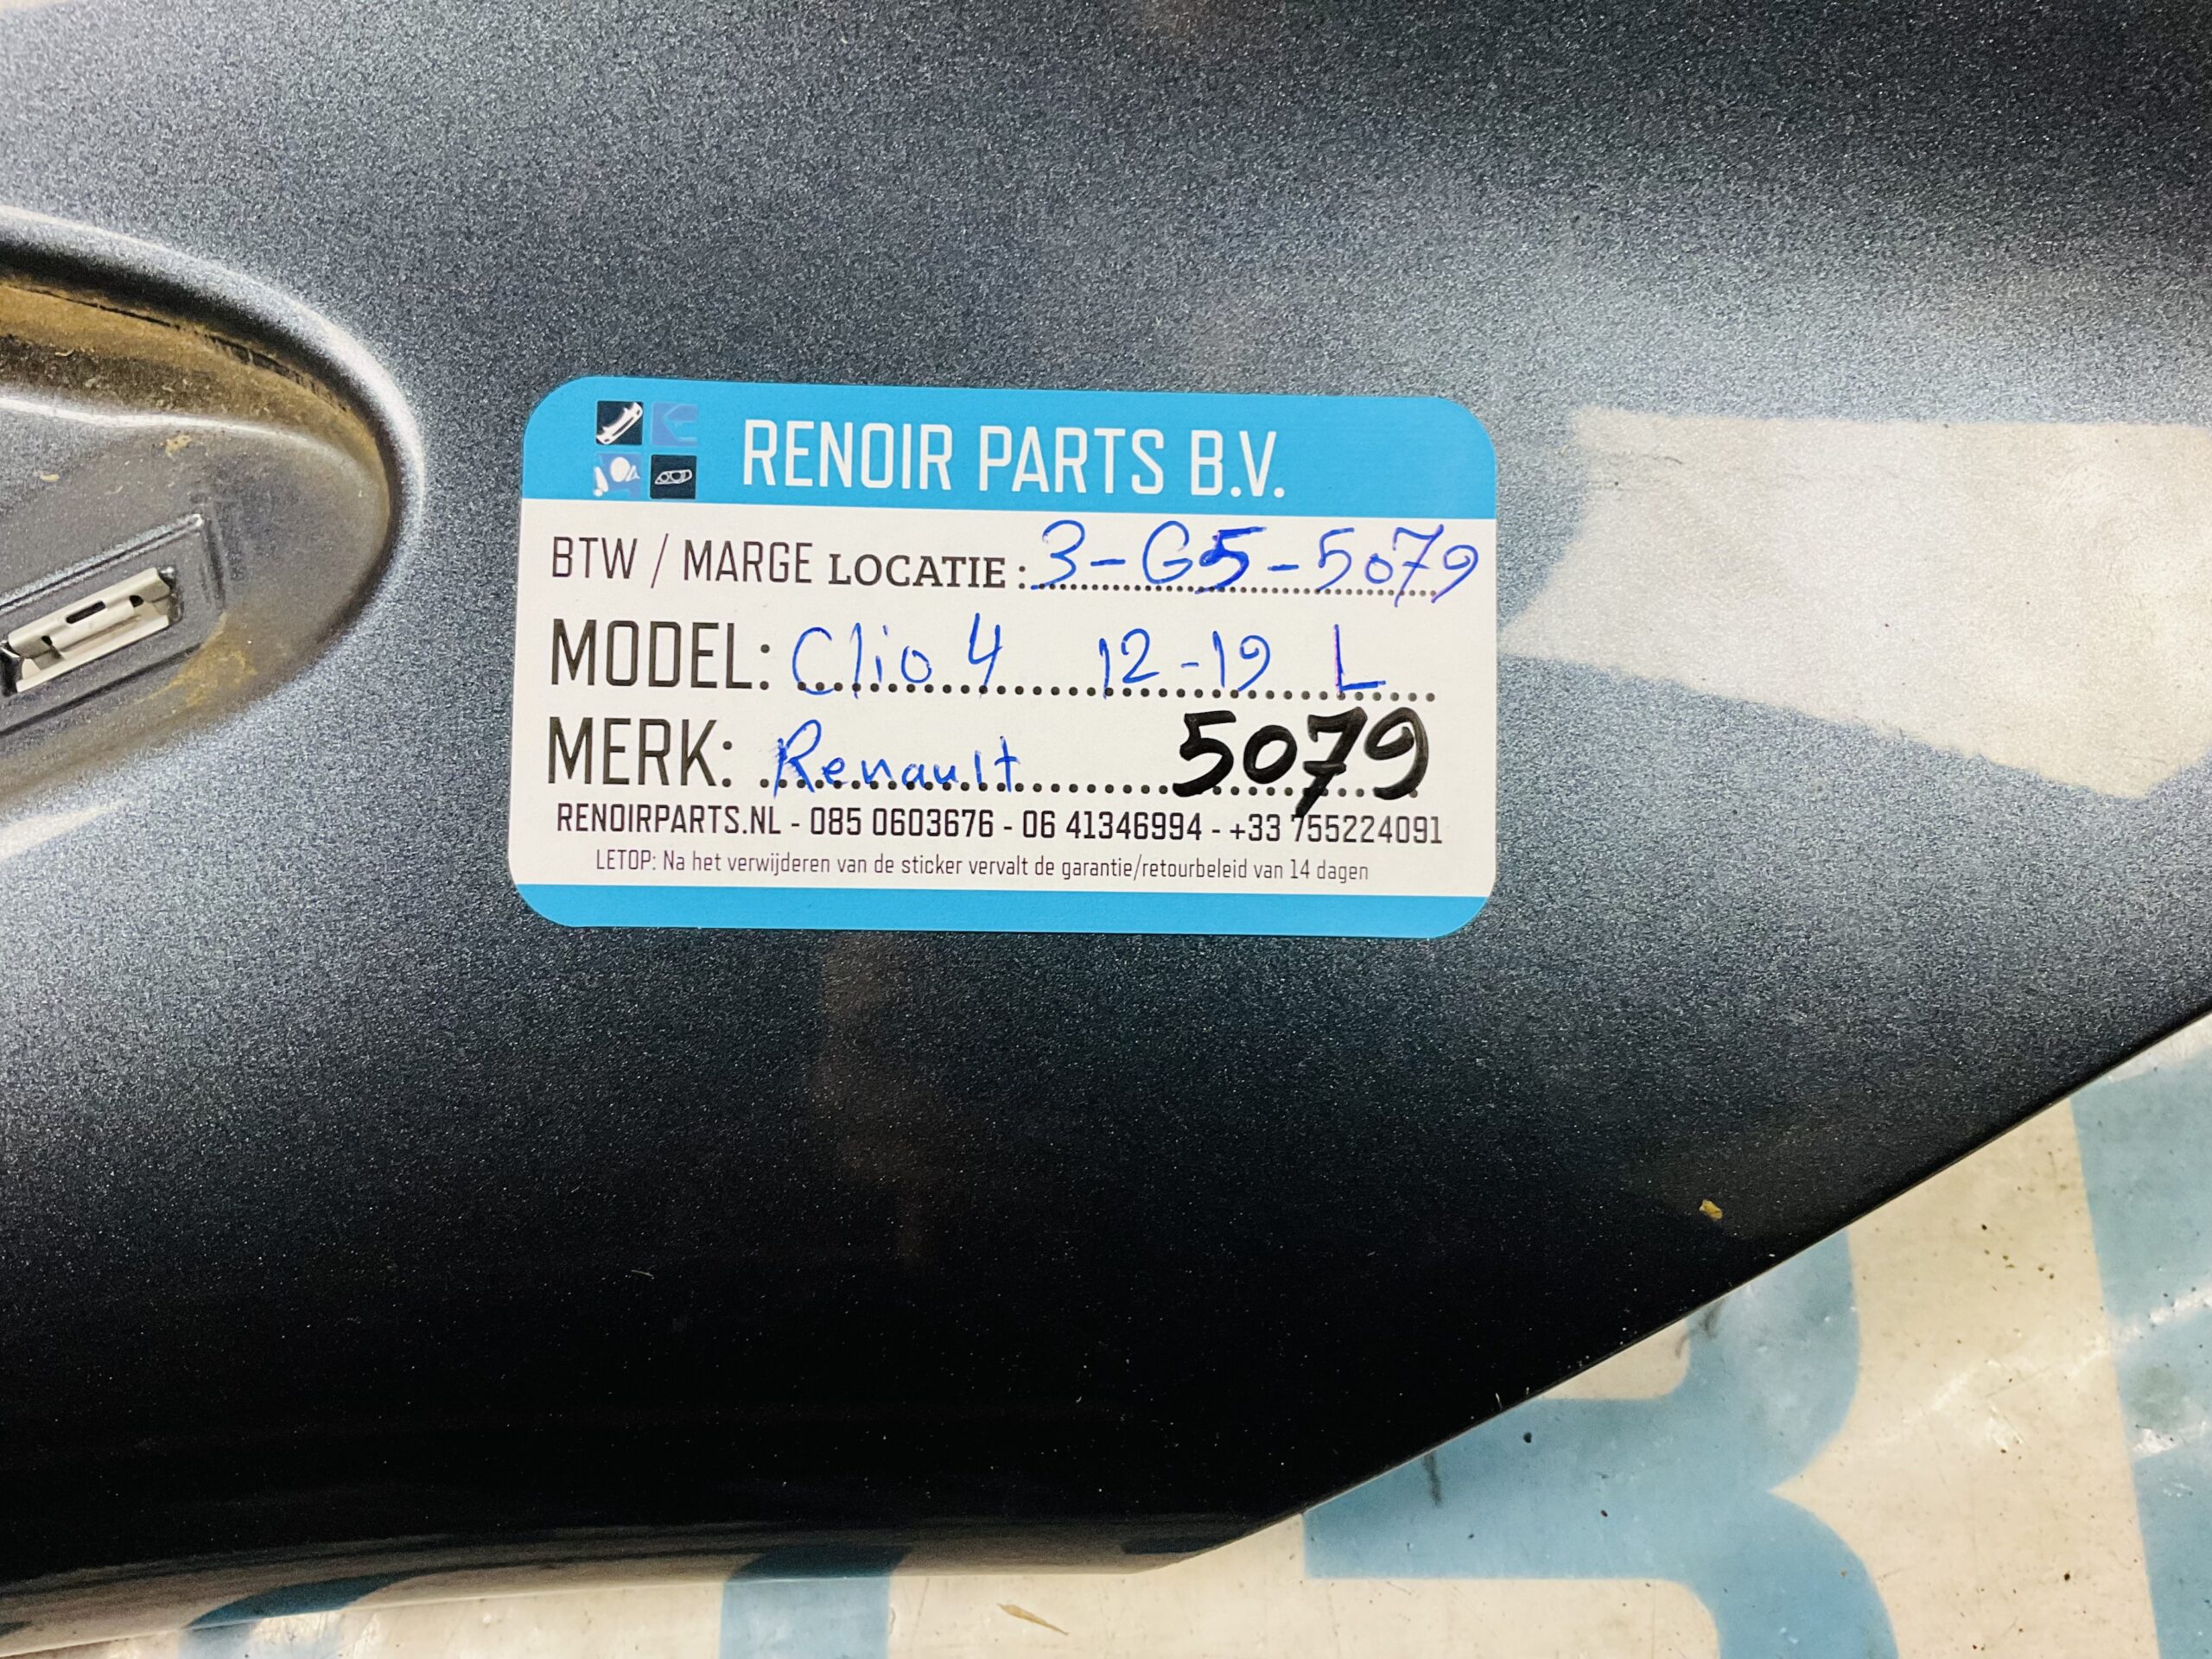 RENOIR PARTS B.V.
BTW / MARGE LOCATIE : 3-G5-5079
MODEL: Clio 4 12-19 L
MERK: Renault 5079
RENOIRPARTS.NL - 085 0603676 - 06 41346994 - +33 755224091
LETOP: Na het verwijderen van de sticker vervalt de garantie/retourbeleid van 14 dagen